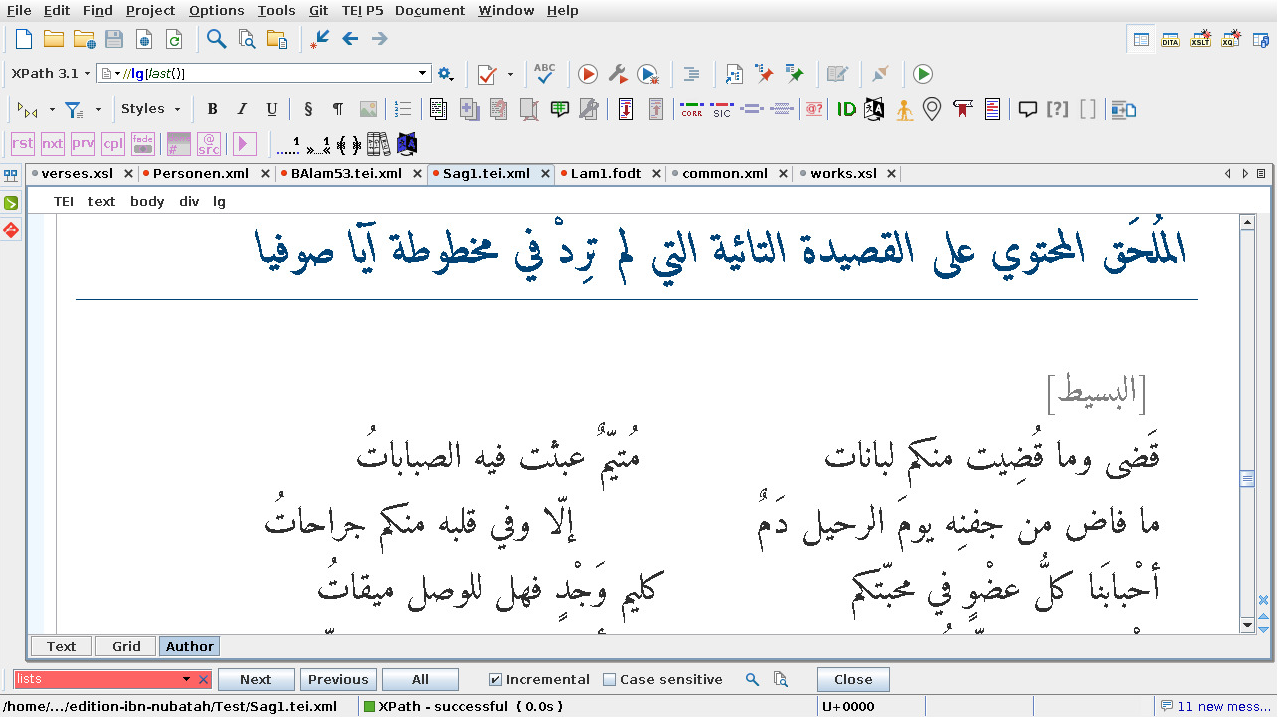 File Edit Find Project Options Tools Git TEI P5 Document Window Help
XPath 3.1 //lg[last()]
Styles B I U § ¶ CORR SIC ID
rst nxt prv cpl fade @ src
verses.xsl Personen.xml BAlam53.tei.xml Sag1.tei.xml Lam1.fodt common.xml works.xsl
TEI text body div lg
المُلحَق المحتوي على القصيدة التائية التي لم تِردْ في مخطوطة آيا صوفيا
[البسيط]
قَضى وما قُضِيت منكم لبانات مُتيّمٌ عبثت فيه الصباباتُ
ما فاض من جفنِه يومَ الرحيل دَمٌ إلّا وفي قلبه منكم جراحاتُ
أحْبابَنا كلُّ عضْوٍ في محبّتكم كليم وَجْدٍ فهل للوصل ميقاتُ
Text Grid Author
lists Next Previous All Incremental Case sensitive Close
/home/.../edition-ibn-nubatah/Test/Sag1.tei.xml XPath - successful (0.0s) U+0000 11 new mess...